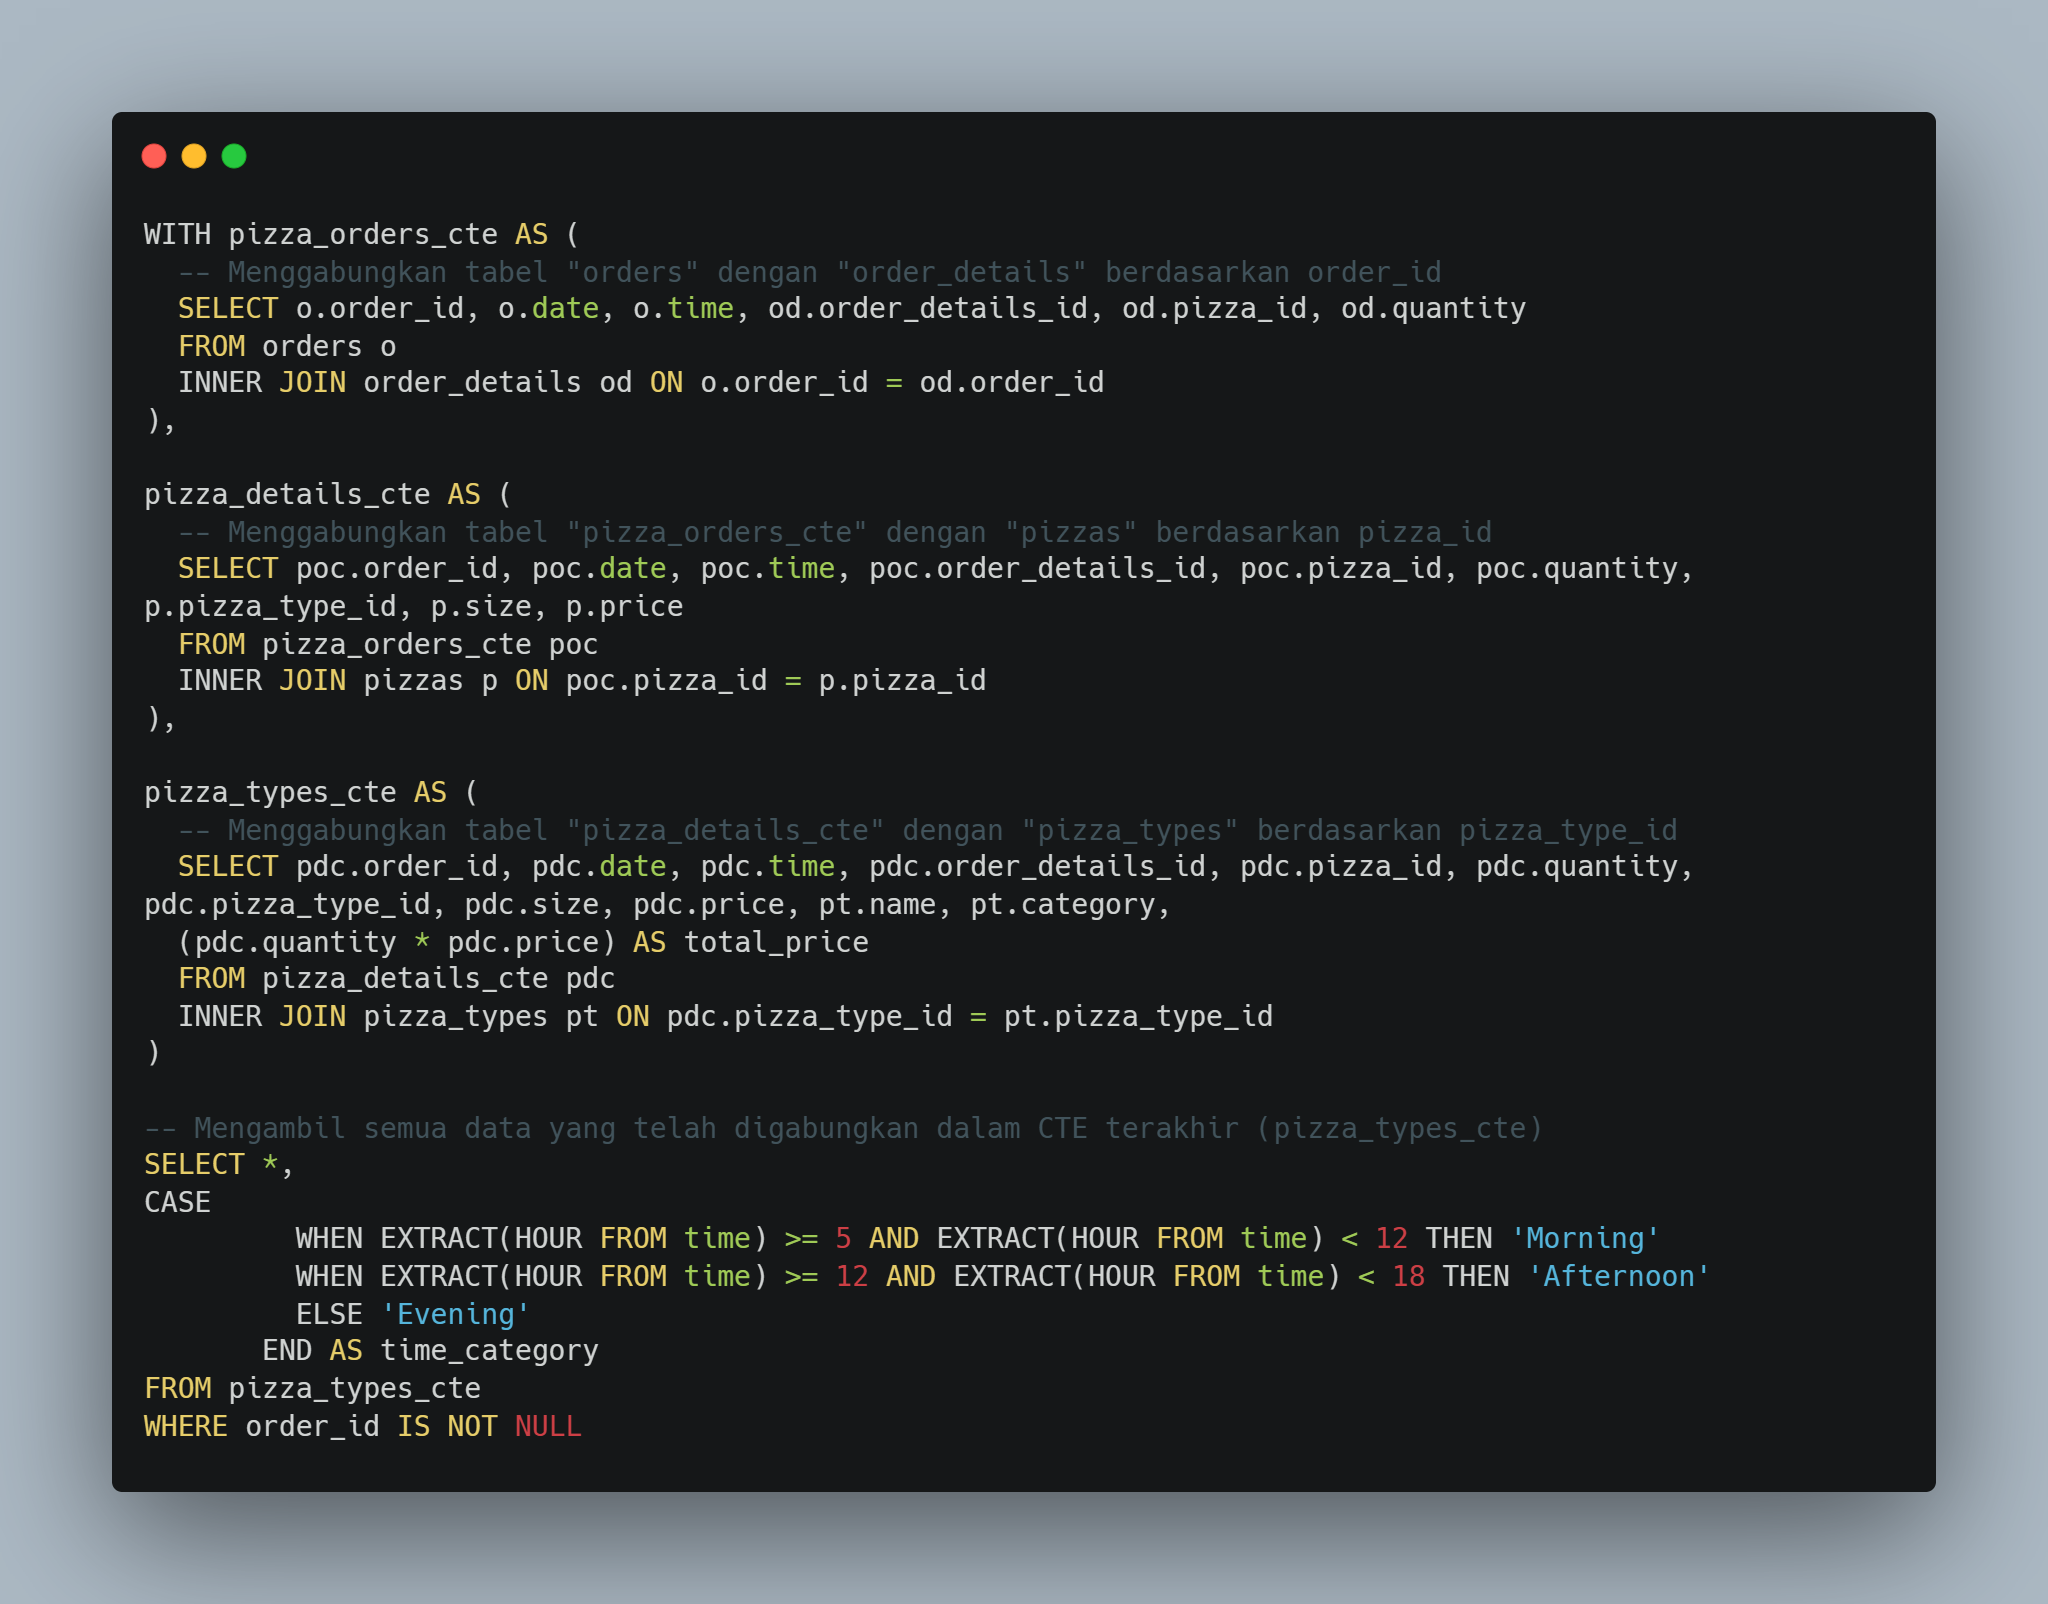 WITH pizza_orders_cte AS (
  -- Menggabungkan tabel "orders" dengan "order_details" berdasarkan order_id
  SELECT o.order_id, o.date, o.time, od.order_details_id, od.pizza_id, od.quantity
  FROM orders o
  INNER JOIN order_details od ON o.order_id = od.order_id
),

pizza_details_cte AS (
  -- Menggabungkan tabel "pizza_orders_cte" dengan "pizzas" berdasarkan pizza_id
  SELECT poc.order_id, poc.date, poc.time, poc.order_details_id, poc.pizza_id, poc.quantity,
p.pizza_type_id, p.size, p.price
  FROM pizza_orders_cte poc
  INNER JOIN pizzas p ON poc.pizza_id = p.pizza_id
),

pizza_types_cte AS (
  -- Menggabungkan tabel "pizza_details_cte" dengan "pizza_types" berdasarkan pizza_type_id
  SELECT pdc.order_id, pdc.date, pdc.time, pdc.order_details_id, pdc.pizza_id, pdc.quantity,
pdc.pizza_type_id, pdc.size, pdc.price, pt.name, pt.category,
  (pdc.quantity * pdc.price) AS total_price
  FROM pizza_details_cte pdc
  INNER JOIN pizza_types pt ON pdc.pizza_type_id = pt.pizza_type_id
)

-- Mengambil semua data yang telah digabungkan dalam CTE terakhir (pizza_types_cte)
SELECT *,
CASE
         WHEN EXTRACT(HOUR FROM time) >= 5 AND EXTRACT(HOUR FROM time) < 12 THEN 'Morning'
         WHEN EXTRACT(HOUR FROM time) >= 12 AND EXTRACT(HOUR FROM time) < 18 THEN 'Afternoon'
         ELSE 'Evening'
       END AS time_category
FROM pizza_types_cte
WHERE order_id IS NOT NULL